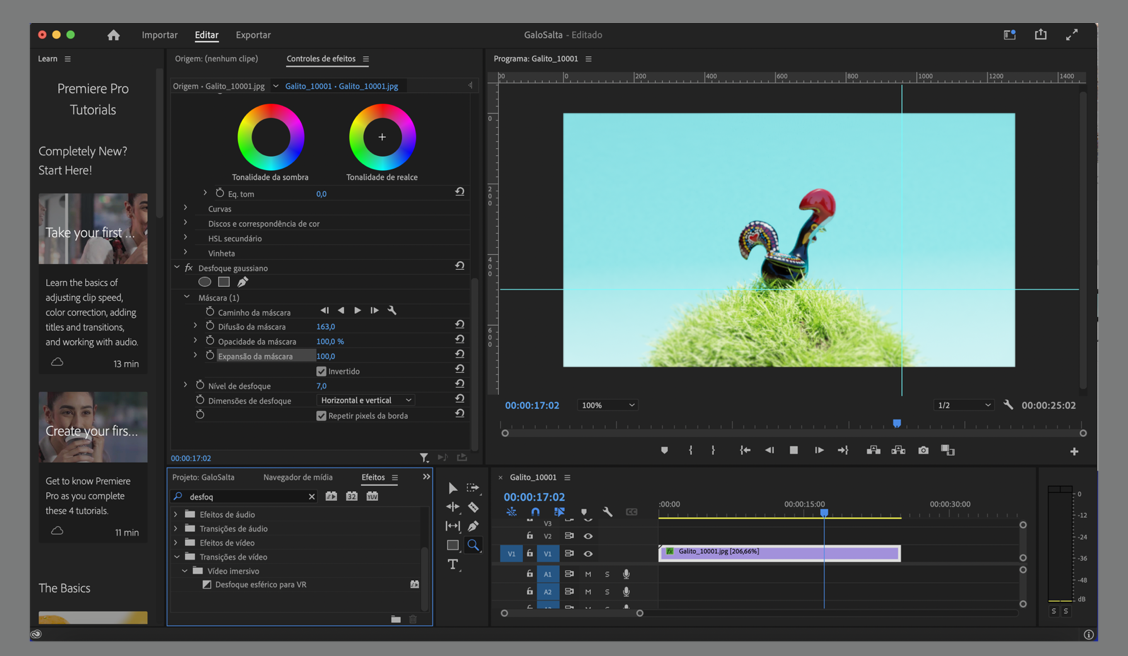 Importar
Editar
Exportar
GaloSalta - Editado
Learn
Premiere Pro
Tutorials
Completely New?
Start Here!
Take your first ...
Learn the basics of
adjusting clip speed,
color correction, adding
titles and transitions,
and working with audio.
13 min
Create your firs...
Get to know Premiere
Pro as you complete
these 4 tutorials.
11 min
The Basics
Origem: (nenhum clipe)
Controles de efeitos
Origem • Galito_10001.jpg
Galito_10001 • Galito_10001.jpg
Tonalidade da sombra
Tonalidade de realce
Eq. tom 0,0
Curvas
Discos e correspondência de cor
HSL secundário
Vinheta
fx Desfoque gaussiano
Máscara (1)
Caminho da máscara
Difusão da máscara 163,0
Opacidade da máscara 100,0 %
Expansão da máscara 100,0
Invertido
Nível de desfoque 7,0
Dimensões de desfoque Horizontal e vertical
Repetir pixels da borda
00:00:17:02
Programa: Galito_10001
00 0 200 400 600 800 1000 1200 1400
0
200
400
600
00:00:17:02
100%
1/2
00:00:25:02
Projeto: GaloSalta
Navegador de mídia
Efeitos
desfoq
Efeitos de áudio
Transições de áudio
Efeitos de vídeo
Transições de vídeo
Vídeo imersivo
Desfoque esférico para VR
Galito_10001
00:00:17:02
:00:00
00:00:15:00
00:00:30:00
V3
V2
V1 V1
Galito_10001.jpg [206,66%]
A1 M S
A2 M S
0
-12
-24
-36
-48
dB
S S